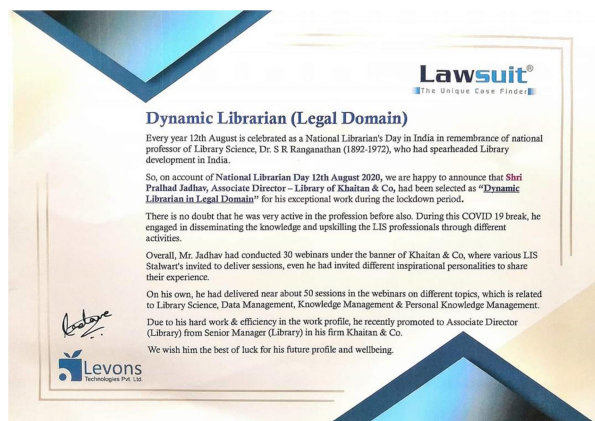 Lawsuit®
The Unique Case Finder
Dynamic Librarian (Legal Domain)
Every year 12th August is celebrated as a National Librarian's Day in India in remembrance of national
professor of Library Science, Dr. S R Ranganathan (1892-1972), who had spearheaded Library
development in India.
So, on account of National Librarian Day 12th August 2020, we are happy to announce that Shri
Pralhad Jadhav, Associate Director – Library of Khaitan & Co, had been selected as "Dynamic
Librarian in Legal Domain" for his exceptional work during the lockdown period.
There is no doubt that he was very active in the profession before also. During this COVID 19 break, he
engaged in disseminating the knowledge and upskilling the LIS professionals through different
activities.
Overall, Mr. Jadhav had conducted 30 webinars under the banner of Khaitan & Co, where various LIS
Stalwart's invited to deliver sessions, even he had invited different inspirational personalities to share
their experience.
On his own, he had delivered near about 50 sessions in the webinars on different topics, which is related
to Library Science, Data Management, Knowledge Management & Personal Knowledge Management.
Due to his hard work & efficiency in the work profile, he recently promoted to Associate Director
(Library) from Senior Manager (Library) in his firm Khaitan & Co.
We wish him the best of luck for his future profile and wellbeing.
Levons
Technologies Pvt. Ltd.